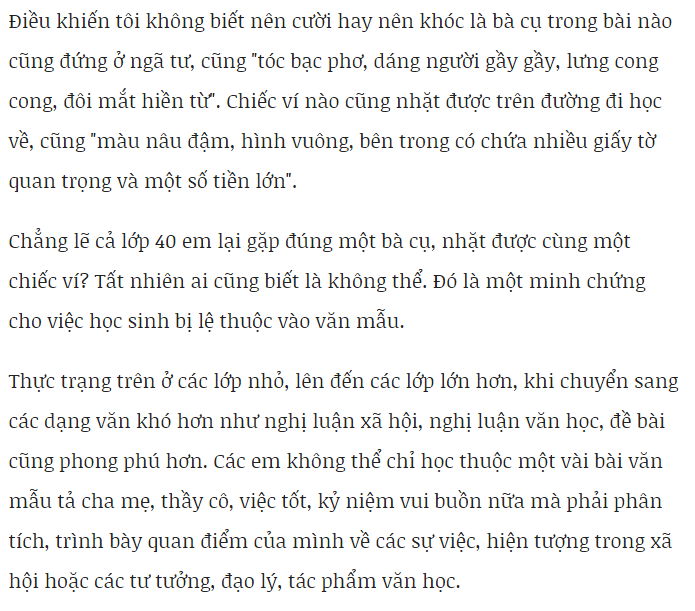 Điều khiến tôi không biết nên cười hay nên khóc là bà cụ trong bài nào
cũng đứng ở ngã tư, cũng "tóc bạc phơ, dáng người gầy gầy, lưng cong
cong, đôi mắt hiền từ". Chiếc ví nào cũng nhặt được trên đường đi học
về, cũng "màu nâu đậm, hình vuông, bên trong có chứa nhiều giấy tờ
quan trọng và một số tiền lớn".
Chẳng lẽ cả lớp 40 em lại gặp đúng một bà cụ, nhặt được cùng một
chiếc ví? Tất nhiên ai cũng biết là không thể. Đó là một minh chứng
cho việc học sinh bị lệ thuộc vào văn mẫu.
Thực trạng trên ở các lớp nhỏ, lên đến các lớp lớn hơn, khi chuyển sang
các dạng văn khó hơn như nghị luận xã hội, nghị luận văn học, đề bài
cũng phong phú hơn. Các em không thể chỉ học thuộc một vài bài văn
mẫu tả cha mẹ, thầy cô, việc tốt, kỷ niệm vui buồn nữa mà phải phân
tích, trình bày quan điểm của mình về các sự việc, hiện tượng trong xã
hội hoặc các tư tưởng, đạo lý, tác phẩm văn học.